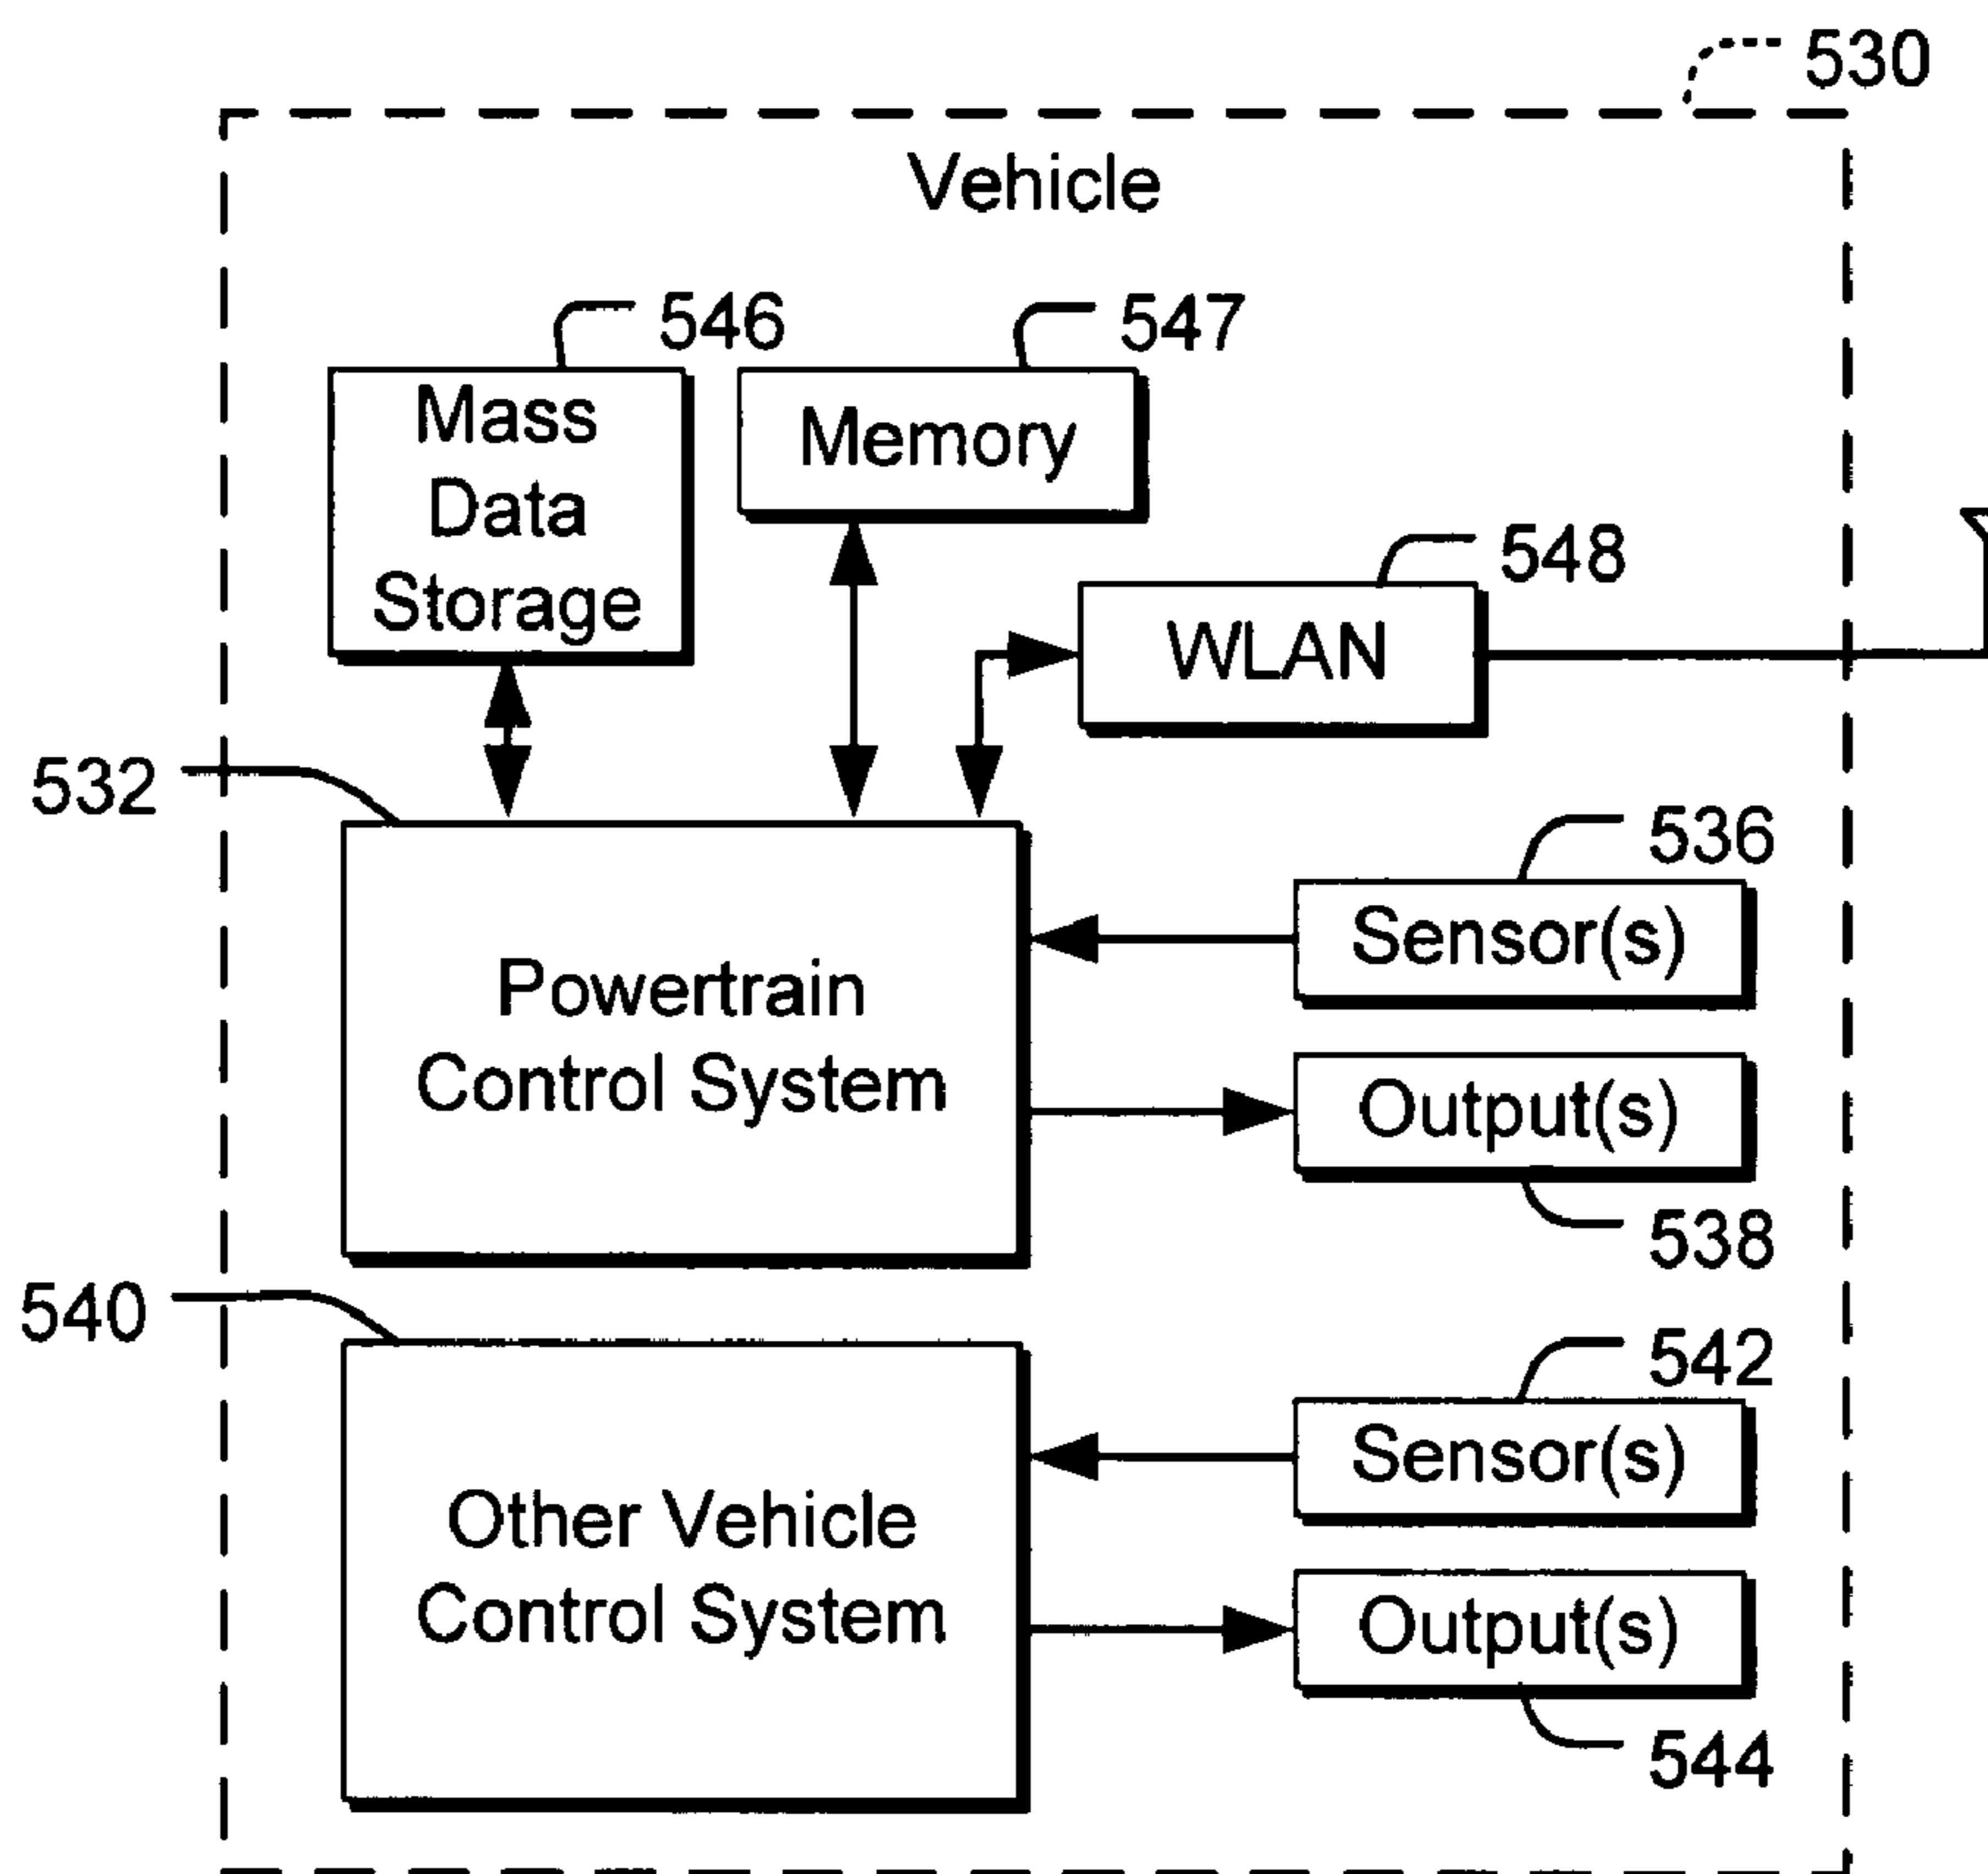 530
Vehicle
546
547
Mass
Data
Storage
Memory
548
WLAN
532
536
Sensor(s)
Powertrain
Control System
Output(s)
538
540
542
Sensor(s)
Other Vehicle
Control System
Output(s)
544